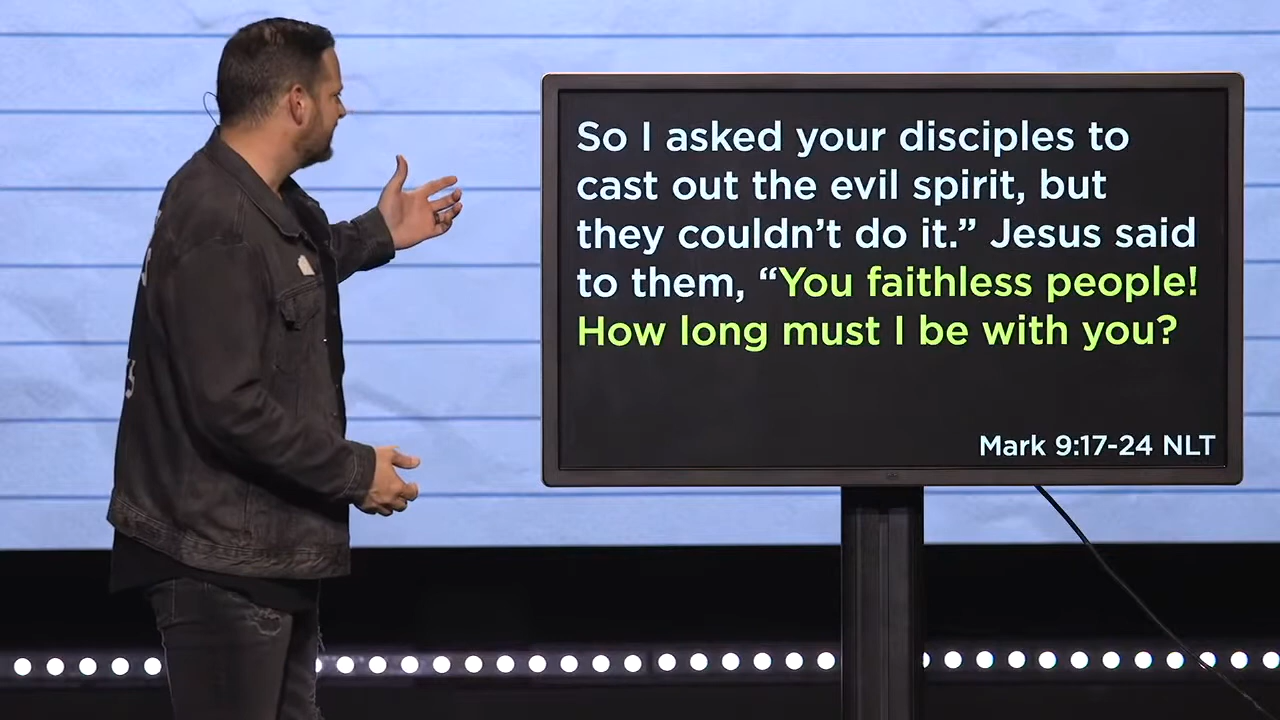 So I asked your disciples to
cast out the evil spirit, but
they couldn’t do it.” Jesus said
to them, “You faithless people!
How long must I be with you?
Mark 9:17-24 NLT